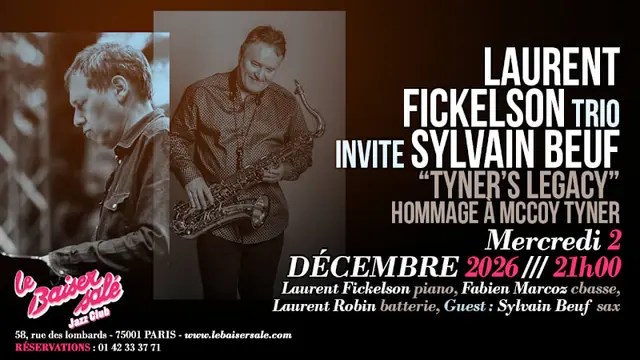 LAURENT
FICKELSON TRIO
INVITE SYLVAIN BEUF
“TYNER’S LEGACY”
HOMMAGE À MCCOY TYNER
Mercredi 2
DÉCEMBRE 2026 /// 21h00
Laurent Fickelson piano, Fabien Marcoz cbasse,
Laurent Robin batterie, Guest : Sylvain Beuf sax
le
Baiser
salé
Jazz Club
58, rue des lombards - 75001 PARIS - www.lebaisersale.com
RÉSERVATIONS : 01 42 33 37 71